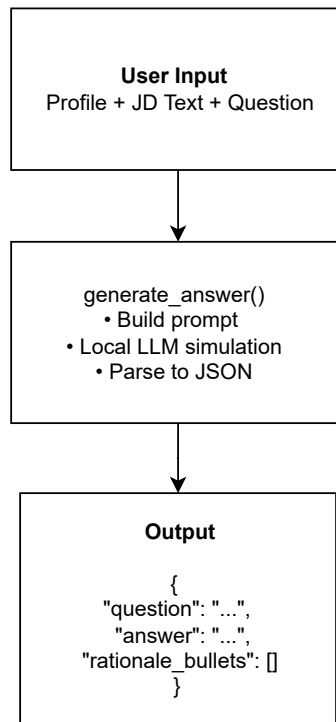 User Input
Profile + JD Text + Question
generate_answer()
• Build prompt
• Local LLM simulation
• Parse to JSON
Output
{
"question": "...",
"answer": "...",
"rationale_bullets": []
}